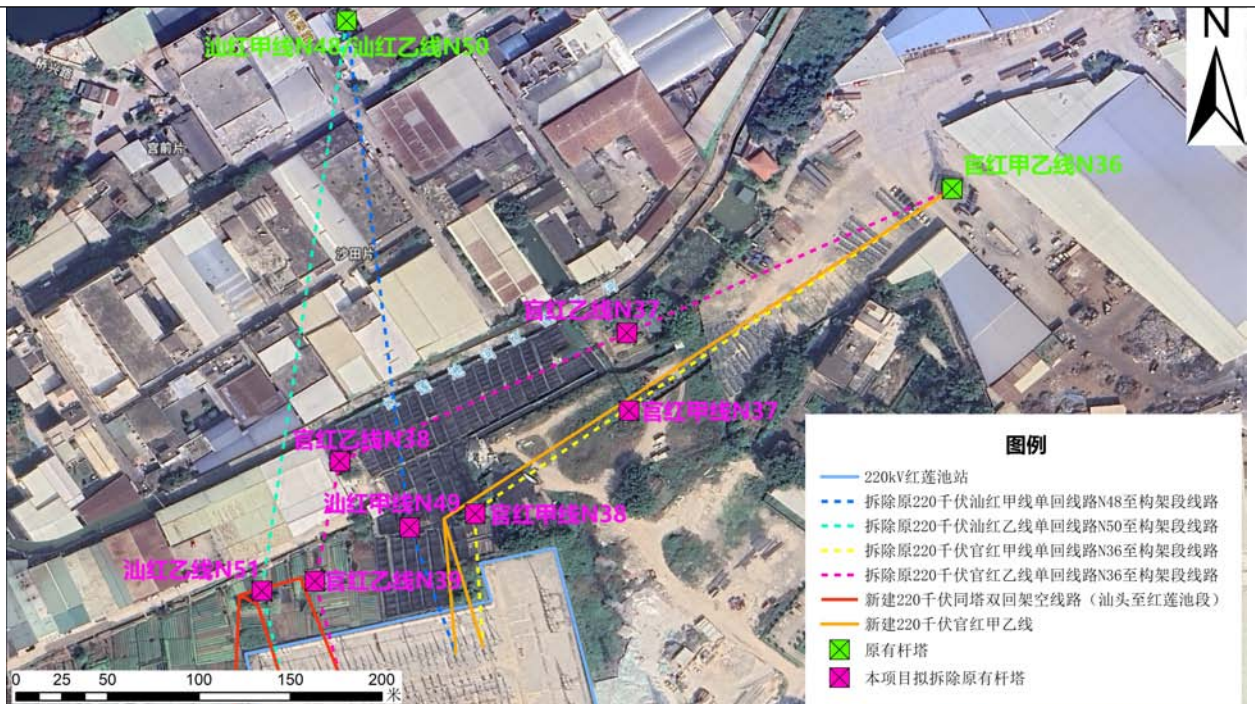 N
汕红甲线N48/汕红乙线N50
桥兴路
宫前片
官红甲乙线N36
沙田片
官红乙线N37
官红甲线N37
官红乙线N38
汕红甲线N49
官红甲线N38
汕红乙线N51
官红乙线N39
图例
220kV红莲池站
拆除原220千伏汕红甲线单回线路N48至构架段线路
拆除原220千伏汕红乙线单回线路N50至构架段线路
拆除原220千伏官红甲线单回线路N36至构架段线路
拆除原220千伏官红乙线单回线路N36至构架段线路
新建220千伏同塔双回架空线路（汕头至红莲池段）
新建220千伏官红甲乙线
原有杆塔
本项目拟拆除原有杆塔
0 25 50 100 150 200
米